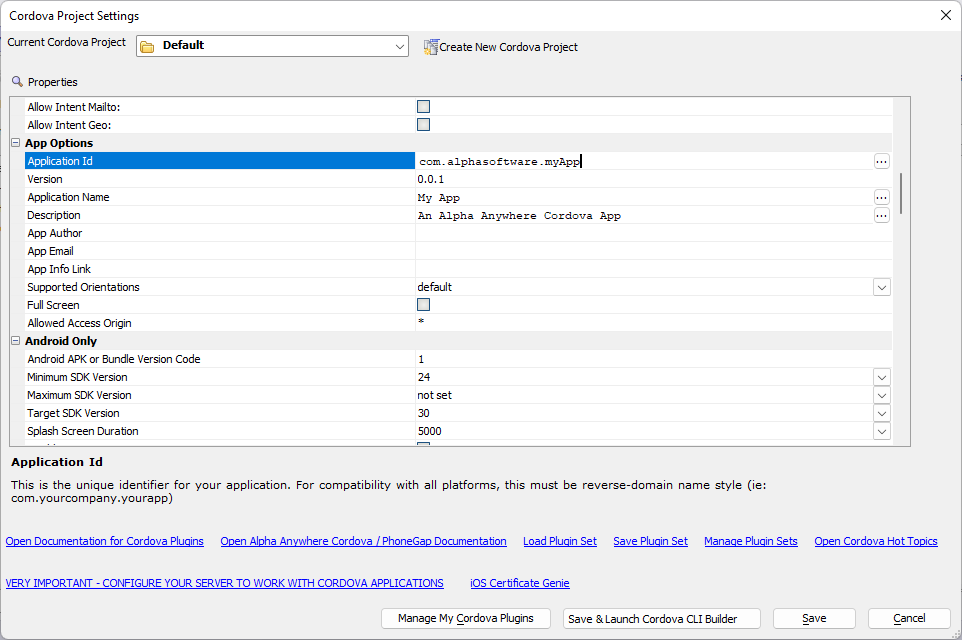 Cordova Project Settings
Current Cordova Project Default Create New Cordova Project
Properties
Allow Intent Mailto:
Allow Intent Geo:
App Options
Application Id com.alphasoftware.myApp ...
Version 0.0.1
Application Name My App ...
Description An Alpha Anywhere Cordova App ...
App Author
App Email
App Info Link
Supported Orientations default
Full Screen
Allowed Access Origin *
Android Only
Android APK or Bundle Version Code 1
Minimum SDK Version 24
Maximum SDK Version not set
Target SDK Version 30
Splash Screen Duration 5000
Application Id
This is the unique identifier for your application. For compatibility with all platforms, this must be reverse-domain name style (ie:
com.yourcompany.yourapp)
Open Documentation for Cordova Plugins Open Alpha Anywhere Cordova / PhoneGap Documentation Load Plugin Set Save Plugin Set Manage Plugin Sets Open Cordova Hot Topics
VERY IMPORTANT - CONFIGURE YOUR SERVER TO WORK WITH CORDOVA APPLICATIONS iOS Certificate Genie
Manage My Cordova Plugins Save & Launch Cordova CLI Builder Save Cancel